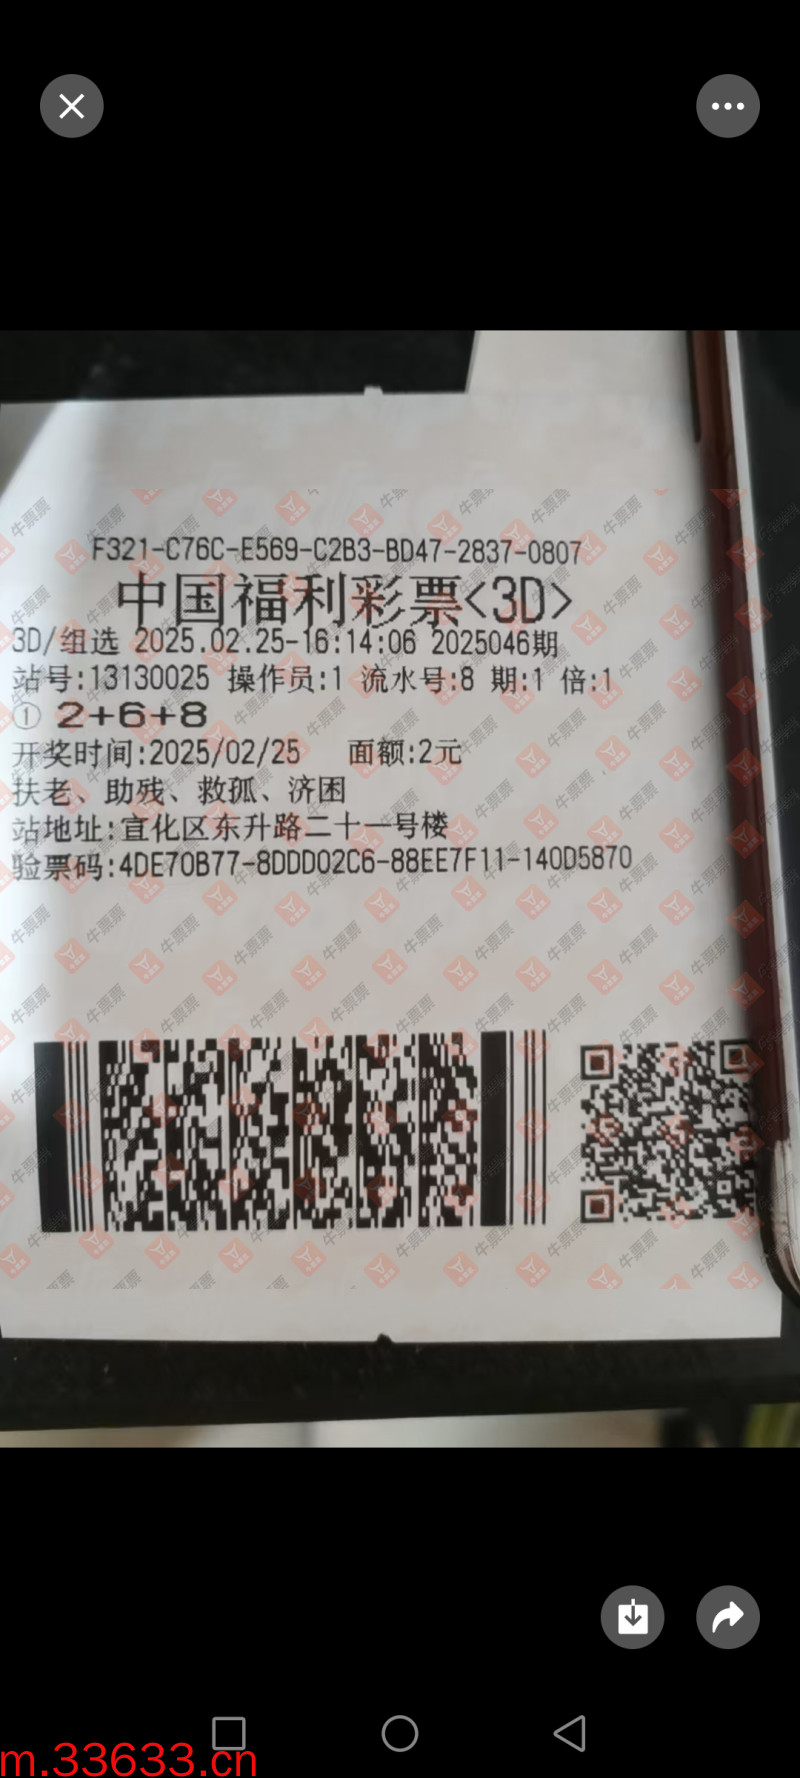 F321-C76C-E569-C2B3-BD47-2837-0807
中国福利彩票<3D>
3D/组选 2025.02.25-16:14:06 2025046期
站号:13130025 操作员:1 流水号:8 期:1 倍:1
① 2+6+8
开奖时间:2025/02/25 面额:2元
扶老、助残、救孤、济困
站地址:宣化区东升路二十一号楼
验票码:4DE70B77-8DDD02C6-88EE7F11-140D5870
牛票票
m.33633.cn